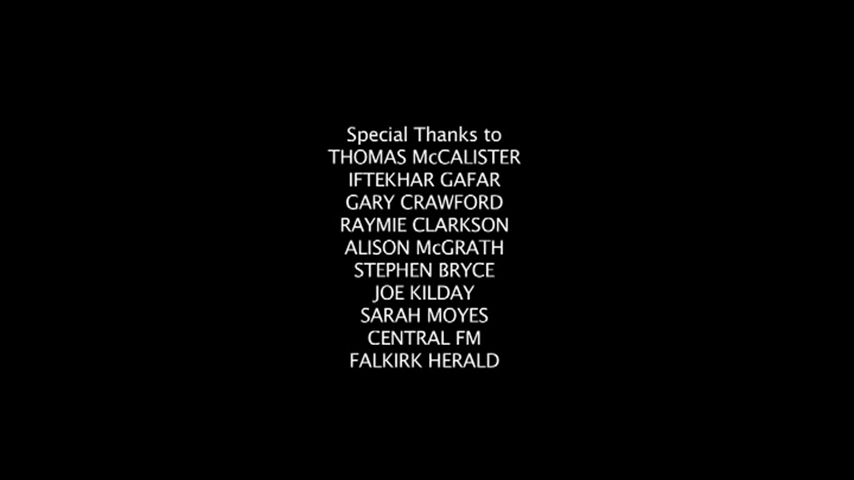 Special Thanks to
THOMAS McCALISTER
IFTEKHAR GAFAR
GARY CRAWFORD
RAYMIE CLARKSON
ALISON McGRATH
STEPHEN BRYCE
JOE KILDAY
SARAH MOYES
CENTRAL FM
FALKIRK HERALD